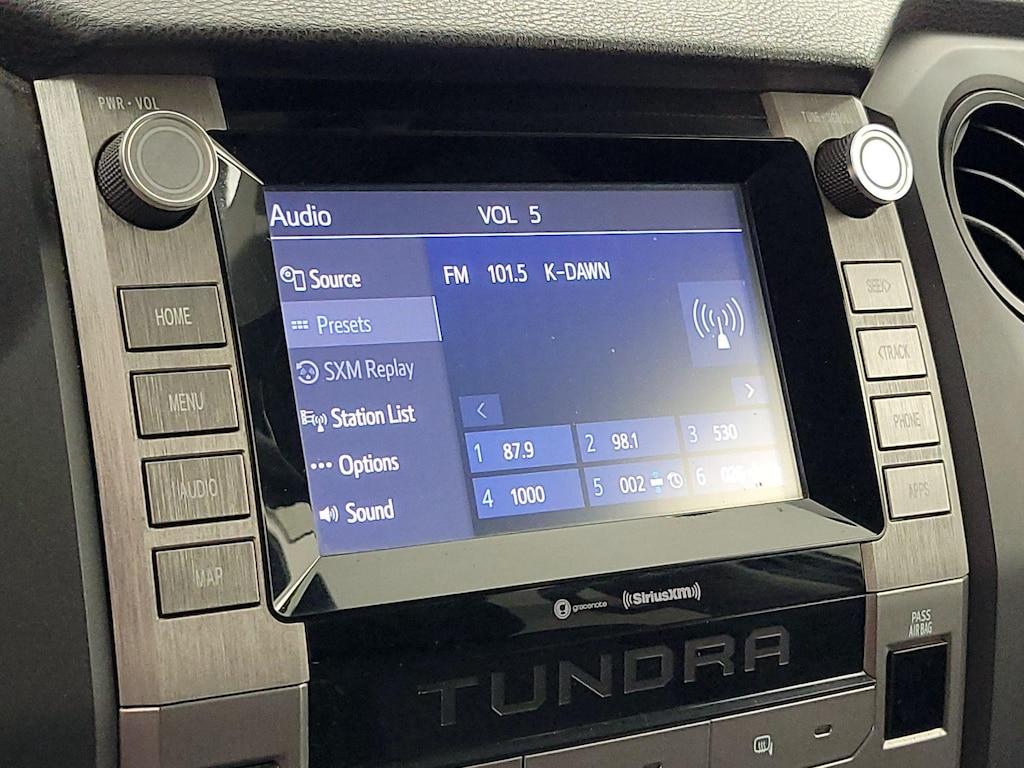 PWR • VOL
TUNE • SCROLL
Audio
VOL 5
Source
FM 101.5 K-DAWN
Presets
SXM Replay
Station List
Options
Sound
1 87.9
2 98.1
3 530
4 1000
5 002
6
HOME
MENU
AUDIO
MAP
SEEK>
<TRACK
PHONE
APPS
gracenote
((SiriusXM))
TUNDRA
PASS
AIR BAG